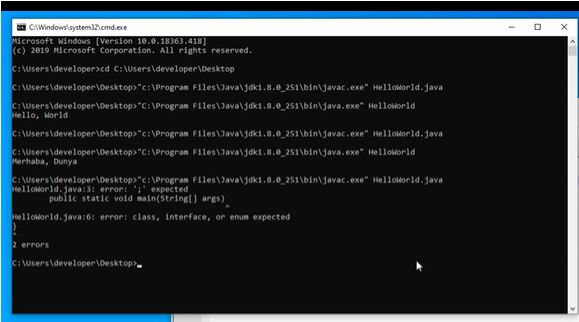 C:\Windows\system32\cmd.exe
Microsoft Windows [Version 10.0.18363.418]
(c) 2019 Microsoft Corporation. All rights reserved.
C:\Users\developer>cd C:\Users\developer\Desktop
C:\Users\developer\Desktop>"c:\Program Files\Java\jdk1.8.0_251\bin\javac.exe" HelloWorld.java
C:\Users\developer\Desktop>"c:\Program Files\Java\jdk1.8.0_251\bin\java.exe" HelloWorld
Hello, World
C:\Users\developer\Desktop>"c:\Program Files\Java\jdk1.8.0_251\bin\javac.exe" HelloWorld.java
C:\Users\developer\Desktop>"c:\Program Files\Java\jdk1.8.0_251\bin\java.exe" HelloWorld
Merhaba, Dunya
C:\Users\developer\Desktop>"c:\Program Files\Java\jdk1.8.0_251\bin\javac.exe" HelloWorld.java
HelloWorld.java:3: error: ';' expected
public static void main(String[] args)
^
HelloWorld.java:6: error: class, interface, or enum expected
}
^
2 errors
C:\Users\developer\Desktop>